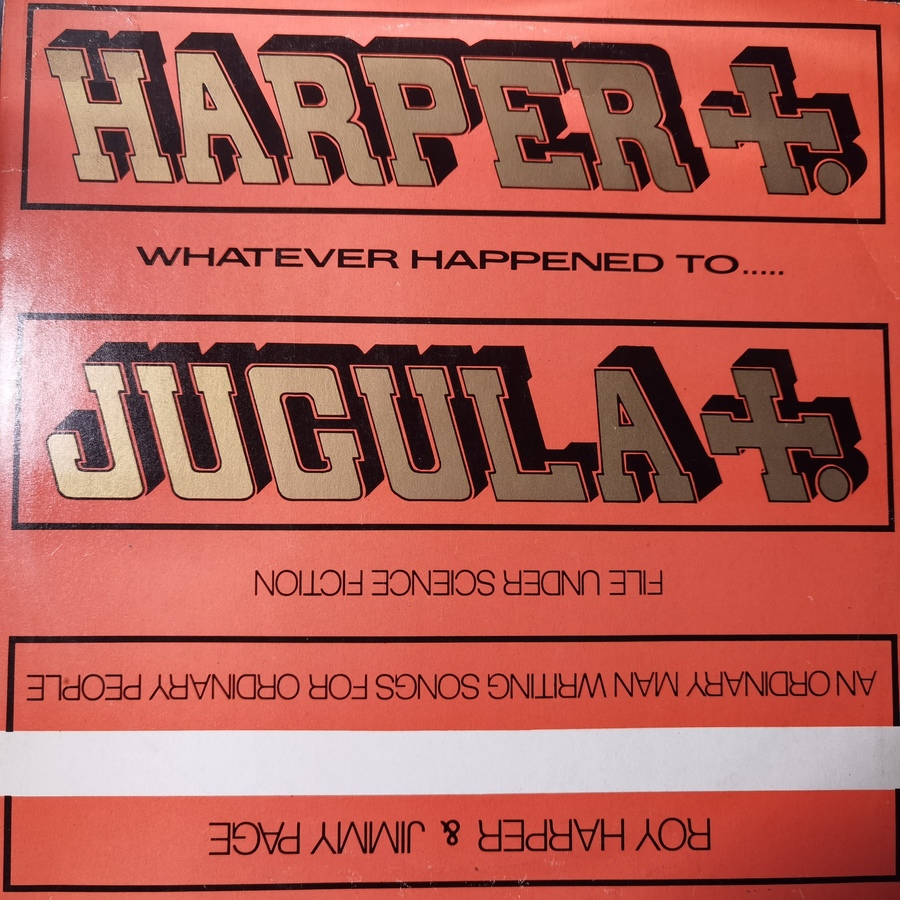 HARPER +.
WHATEVER HAPPENED TO.....
JUGULA +.
FILE UNDER SCIENCE FICTION
AN ORDINARY MAN WRITING SONGS FOR ORDINARY PEOPLE
ROY HARPER & JIMMY PAGE